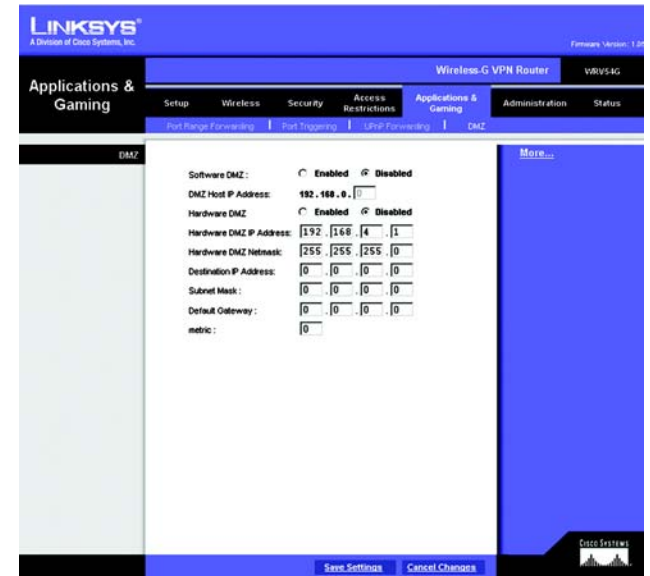 LINKSYS®
A Division of Cisco Systems, Inc.
Firmware Version: 1.0
Wireless-G VPN Router WRV54G
Applications & Gaming
Setup Wireless Security Access Restrictions Applications & Gaming Administration Status
Port Range Forwarding | Port Triggering | UPnP Forwarding | DMZ
DMZ
More...
Software DMZ : Enabled Disabled
DMZ Host IP Address: 192.168.0. 0
Hardware DMZ Enabled Disabled
Hardware DMZ IP Address: 192 . 168 . 4 . 1
Hardware DMZ Netmask: 255 . 255 . 255 . 0
Destination IP Address: 0 . 0 . 0 . 0
Subnet Mask : 0 . 0 . 0 . 0
Default Gateway : 0 . 0 . 0 . 0
metric : 0
Save Settings Cancel Changes
CISCO SYSTEMS